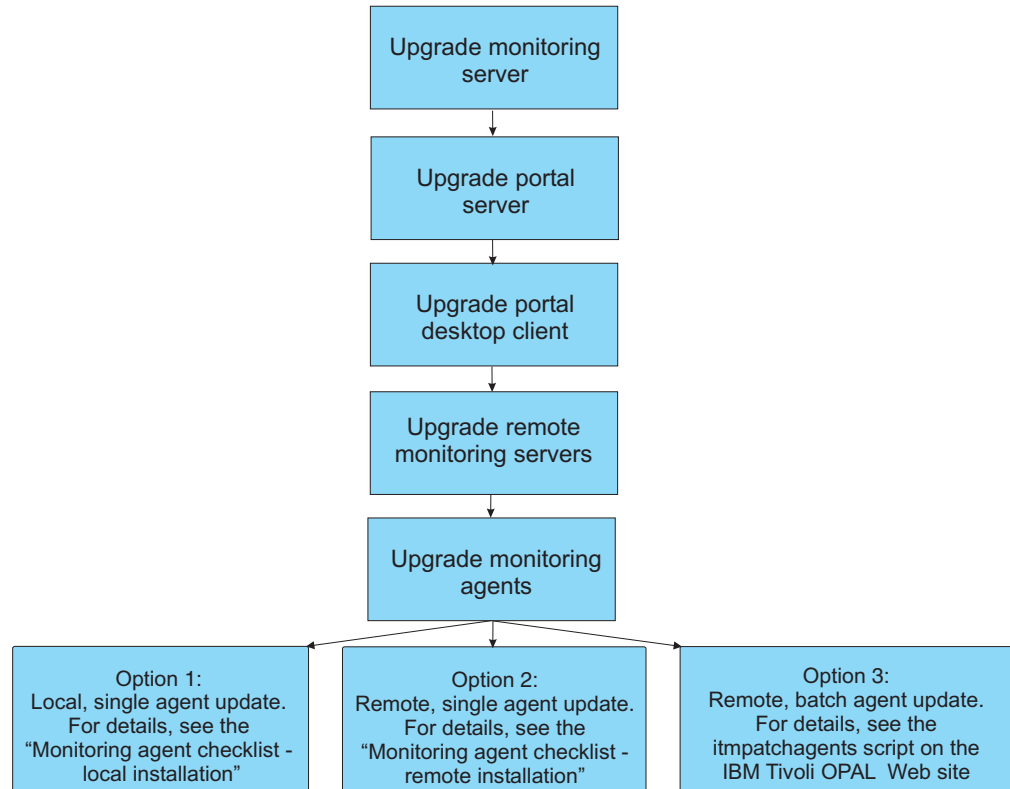 Upgrade monitoring
server
Upgrade portal
server
Upgrade portal
desktop client
Upgrade remote
monitoring servers
Upgrade monitoring
agents
Option 1:
Local, single agent update.
For details, see the
“Monitoring agent checklist -
local installation”
Option 2:
Remote, single agent update.
For details, see the
“Monitoring agent checklist -
remote installation”
Option 3:
Remote, batch agent update.
For details, see the
itmpatchagents script on the
IBM Tivoli OPAL Web site